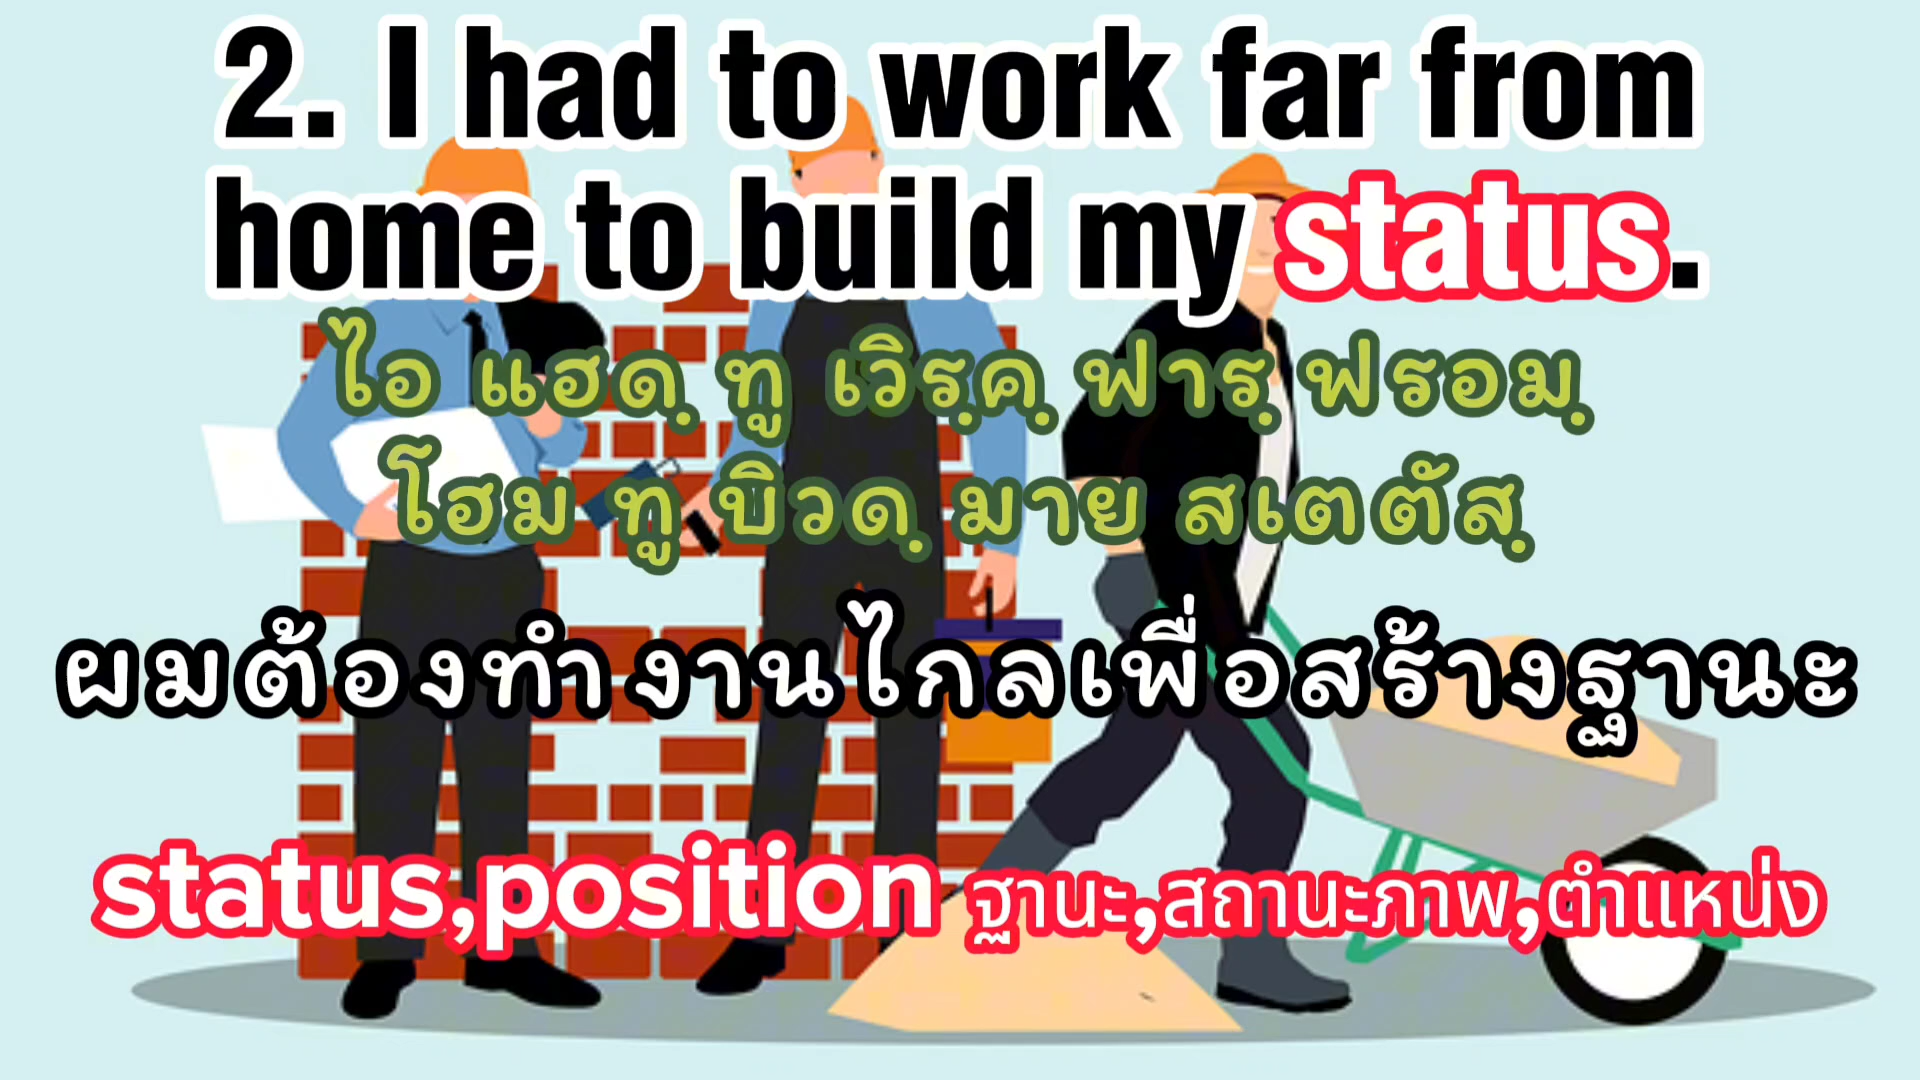 2. I had to work far from
home to build my status.
ไอ แฮดฺ ทู เวิรฺคฺ ฟารฺ ฟรอมฺ
โฮม ทู บิวดฺ มาย สเตตัสฺ
ผมต้องทำงานไกลเพื่อสร้างฐานะ
status,position ฐานะ,สถานะภาพ,ตำแหน่ง